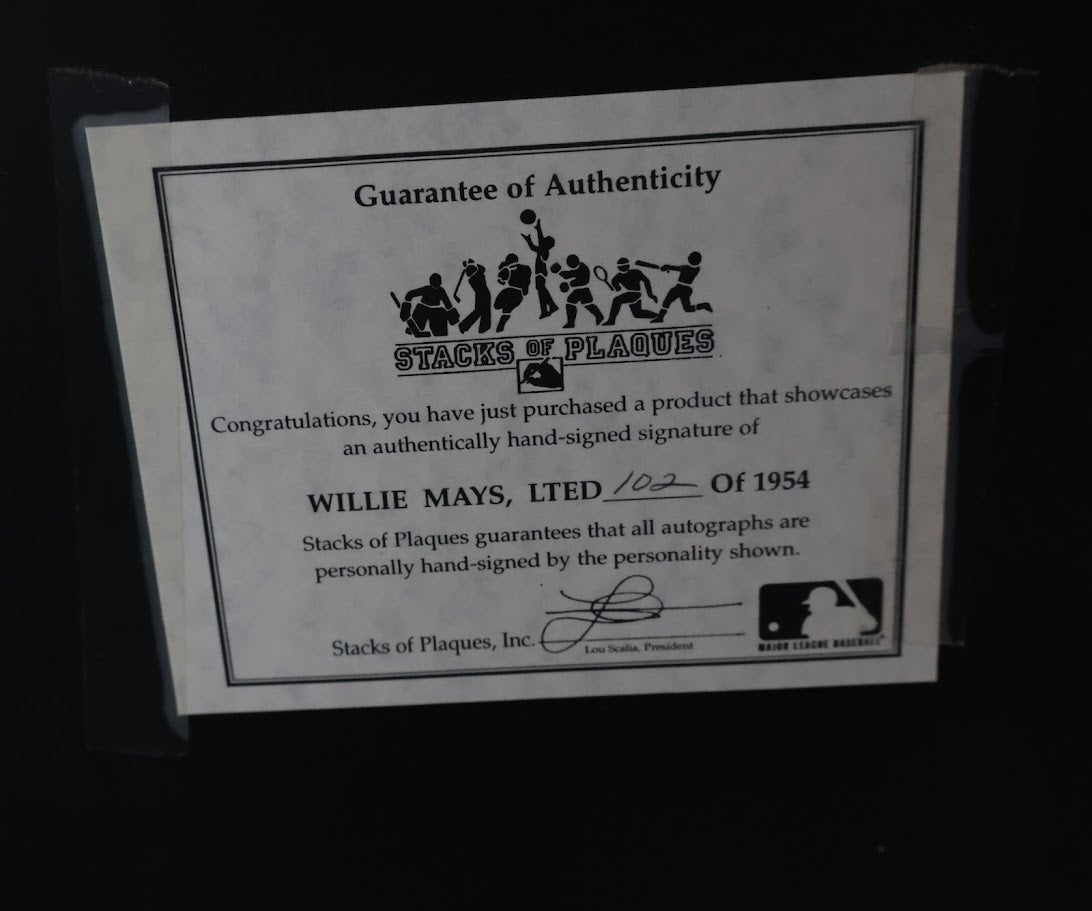 Guarantee of Authenticity
STACKS OF PLAQUES
Congratulations, you have just purchased a product that showcases
an authentically hand-signed signature of
WILLIE MAYS, LTED 102 Of 1954
Stacks of Plaques guarantees that all autographs are
personally hand-signed by the personality shown.
Stacks of Plaques, Inc.
Lou Scalia, President
MAJOR LEAGUE BASEBALL